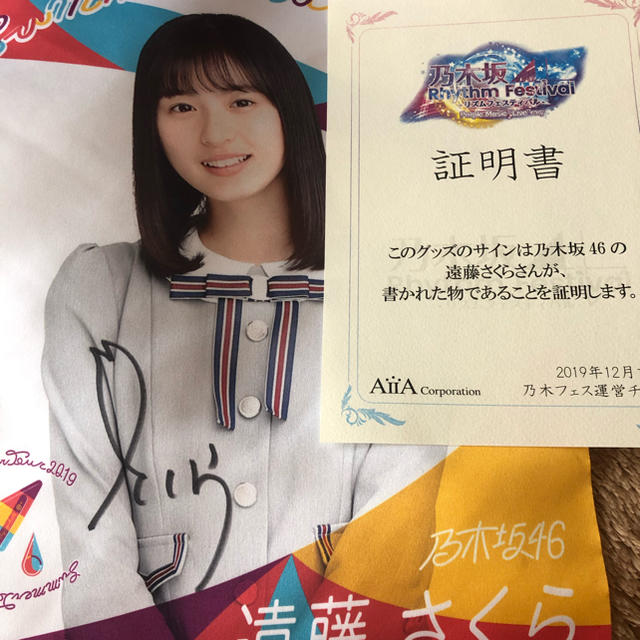 Tour 2019
さくら
乃木坂46
遠藤 さくら
乃木坂
Rhythm Festival
リズムフェスティバル
証明書
このグッズのサインは乃木坂46の
遠藤さくらさんが、
書かれた物であることを証明します。
2019年12月
AiiA Corporation
乃木フェス運営チ